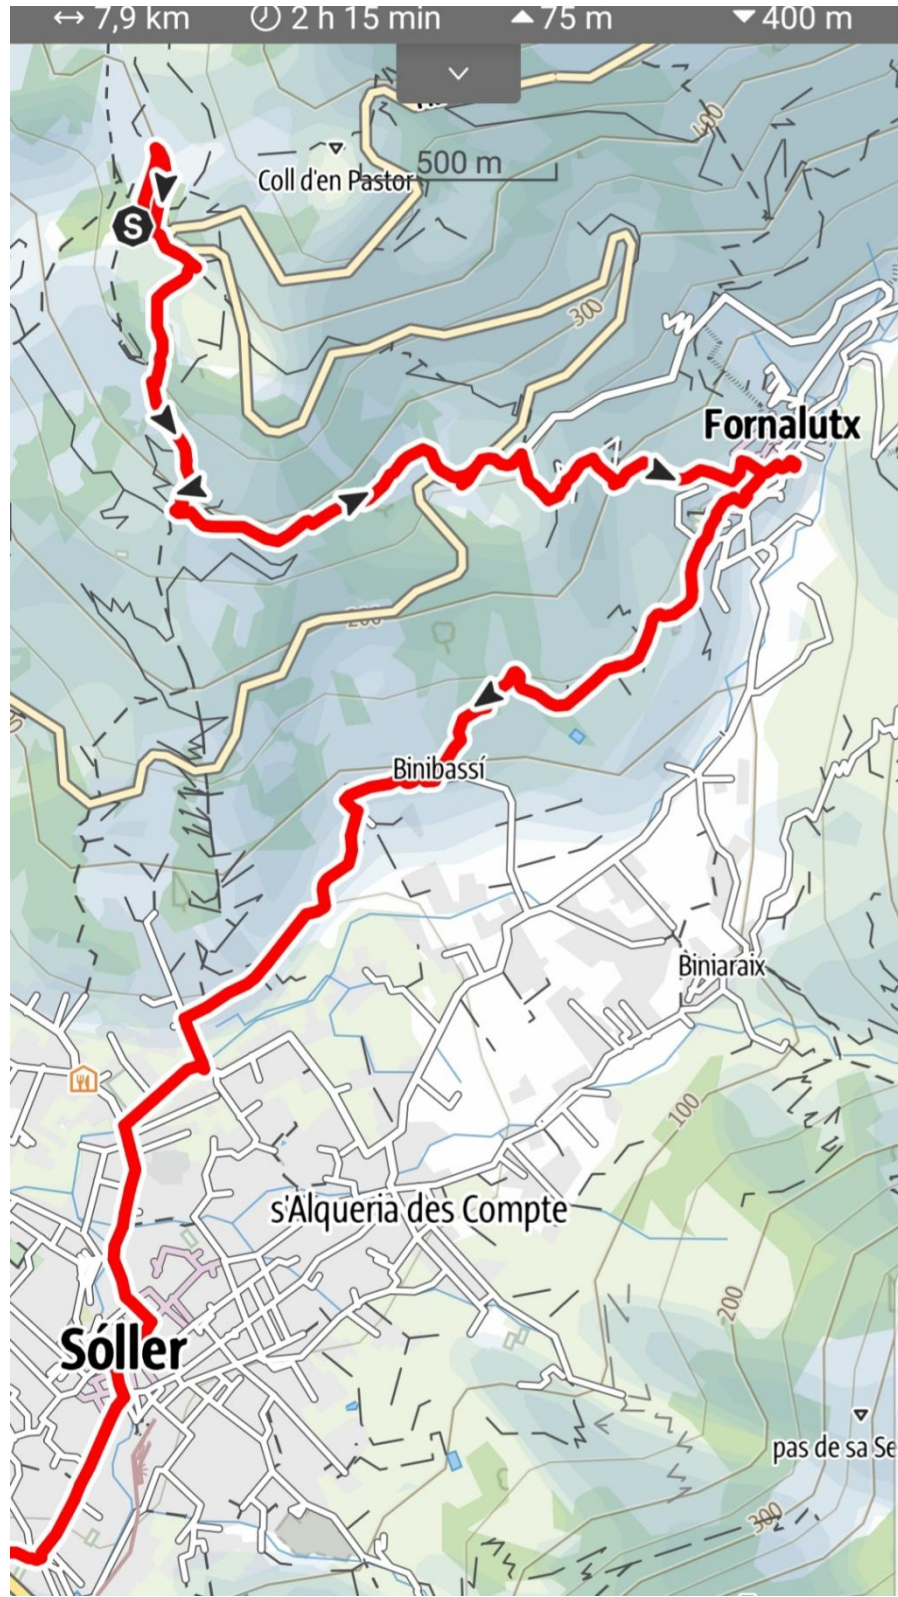 7,9 km 2 h 15 min 75 m 400 m
400
Coll d'en Pastor
500 m
S
300
Fornalutx
200
Binibassí
Biniaraix
100
s'Alqueria des Compte
200
Sóller
pas de sa Se
300